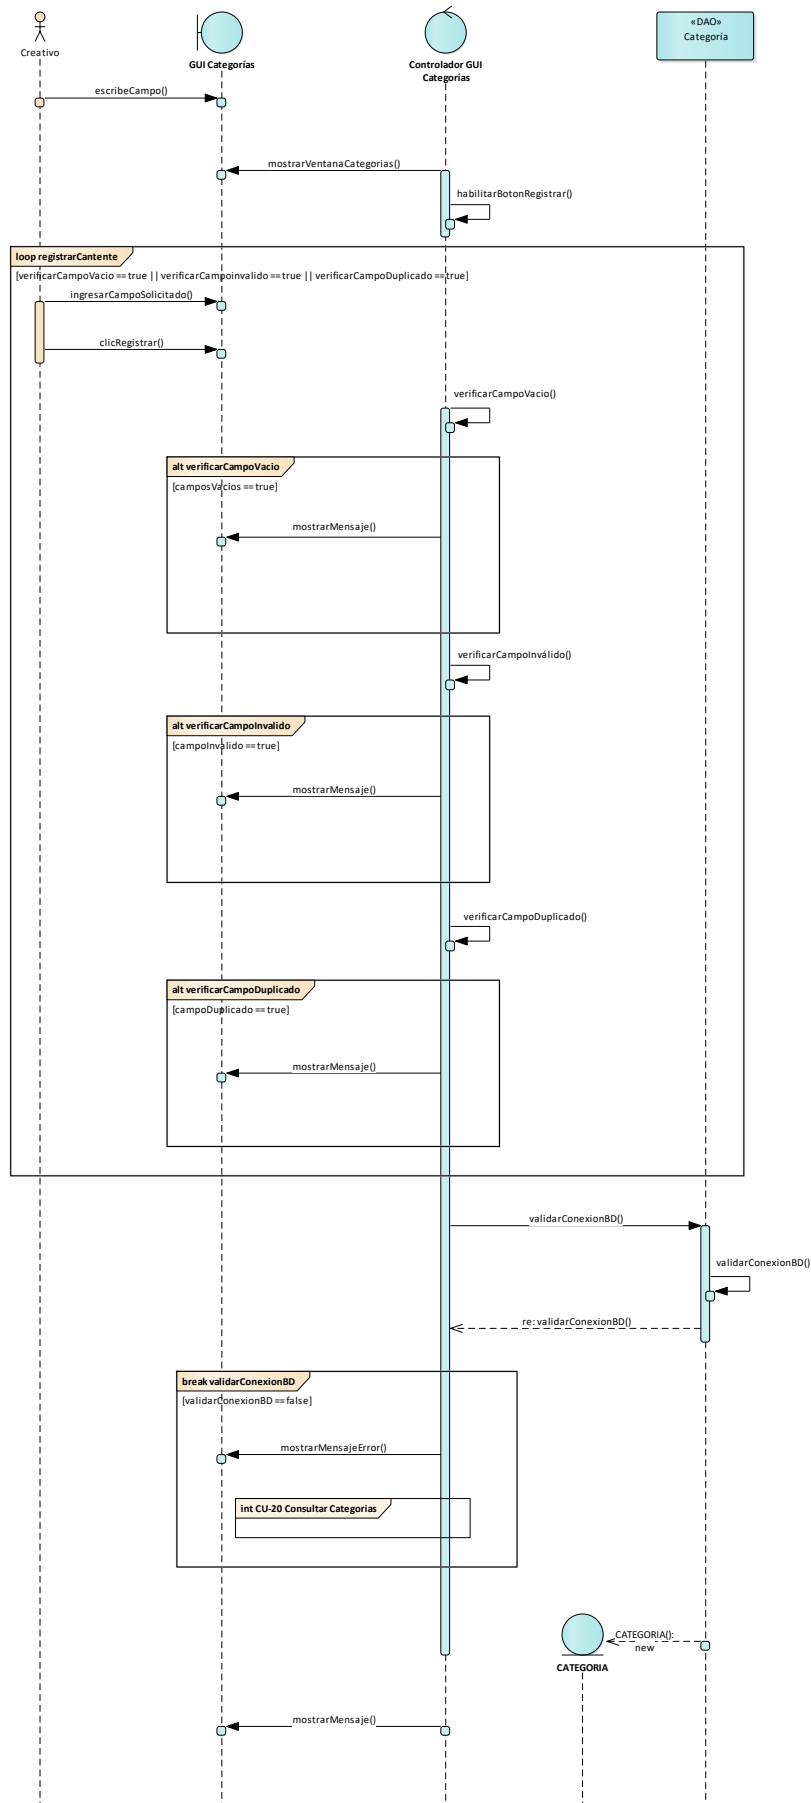 «DAO»
Categoría
Creativo
GUI Categorías
Controlador GUI
Categorías
escribeCampo()
mostrarVentanaCategorias()
habilitarBotonRegistrar()
loop registrarCantente
[verificarCampoVacio == true || verificarCampoinvalido == true || verificarCampoDuplicado == true]
ingresarCampoSolicitado()
clicRegistrar()
verificarCampoVacio()
alt verificarCampoVacio
[camposVacios == true]
mostrarMensaje()
verificarCampoInválido()
alt verificarCampoInvalido
[campoInvalido == true]
mostrarMensaje()
verificarCampoDuplicado()
alt verificarCampoDuplicado
[campoDuplicado == true]
mostrarMensaje()
validarConexionBD()
validarConexionBD()
re: validarConexionBD()
break validarConexionBD
[validarConexionBD == false]
mostrarMensajeError()
int CU-20 Consultar Categorias
CATEGORIA():
new
CATEGORIA
mostrarMensaje()